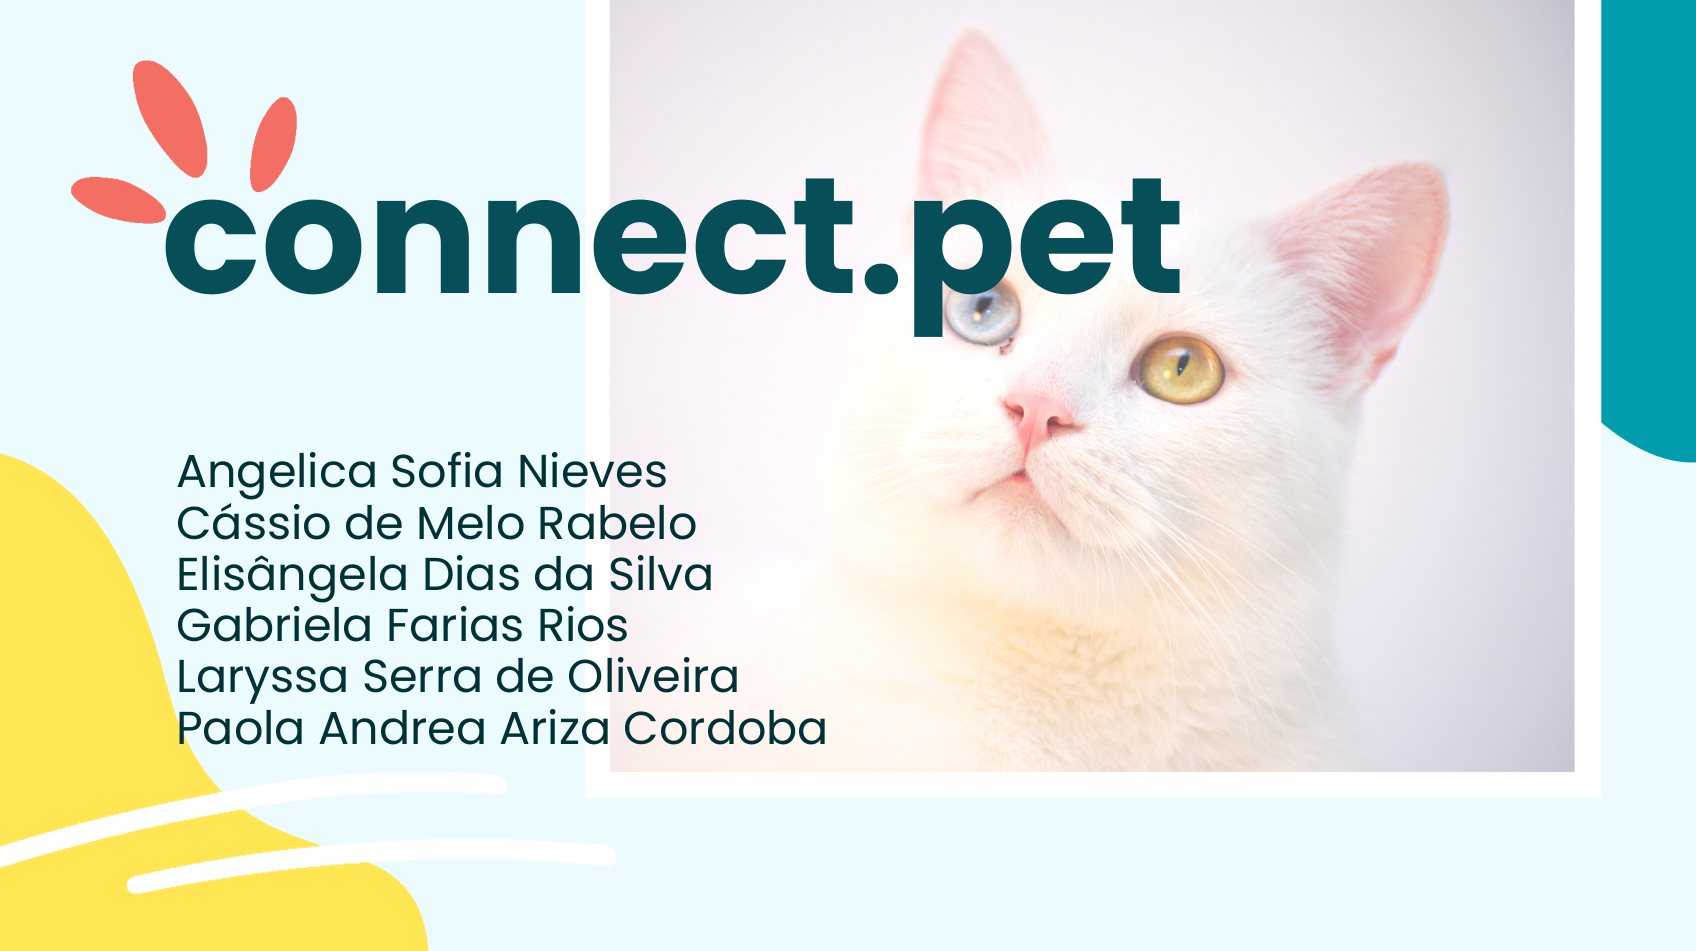 connect.pet
Angelica Sofia Nieves
Cássio de Melo Rabelo
Elisângela Dias da Silva
Gabriela Farias Rios
Laryssa Serra de Oliveira
Paola Andrea Ariza Cordoba